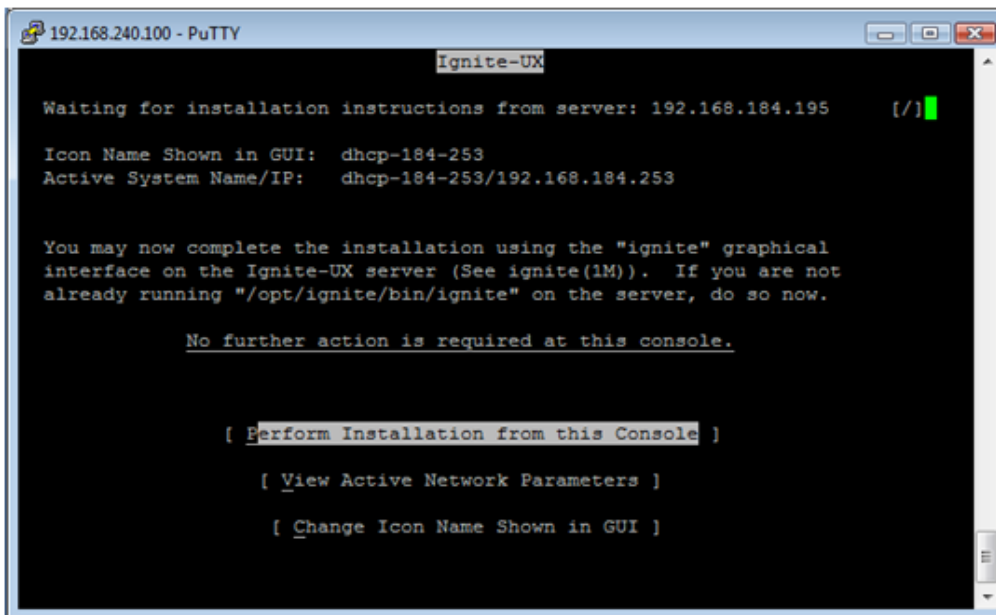 192.168.240.100 - PuTTY
Ignite-UX
Waiting for installation instructions from server: 192.168.184.195 [/]
Icon Name Shown in GUI: dhcp-184-253
Active System Name/IP: dhcp-184-253/192.168.184.253
You may now complete the installation using the "ignite" graphical
interface on the Ignite-UX server (See ignite(1M)). If you are not
already running "/opt/ignite/bin/ignite" on the server, do so now.
No further action is required at this console.
[ Perform Installation from this Console ]
[ View Active Network Parameters ]
[ Change Icon Name Shown in GUI ]